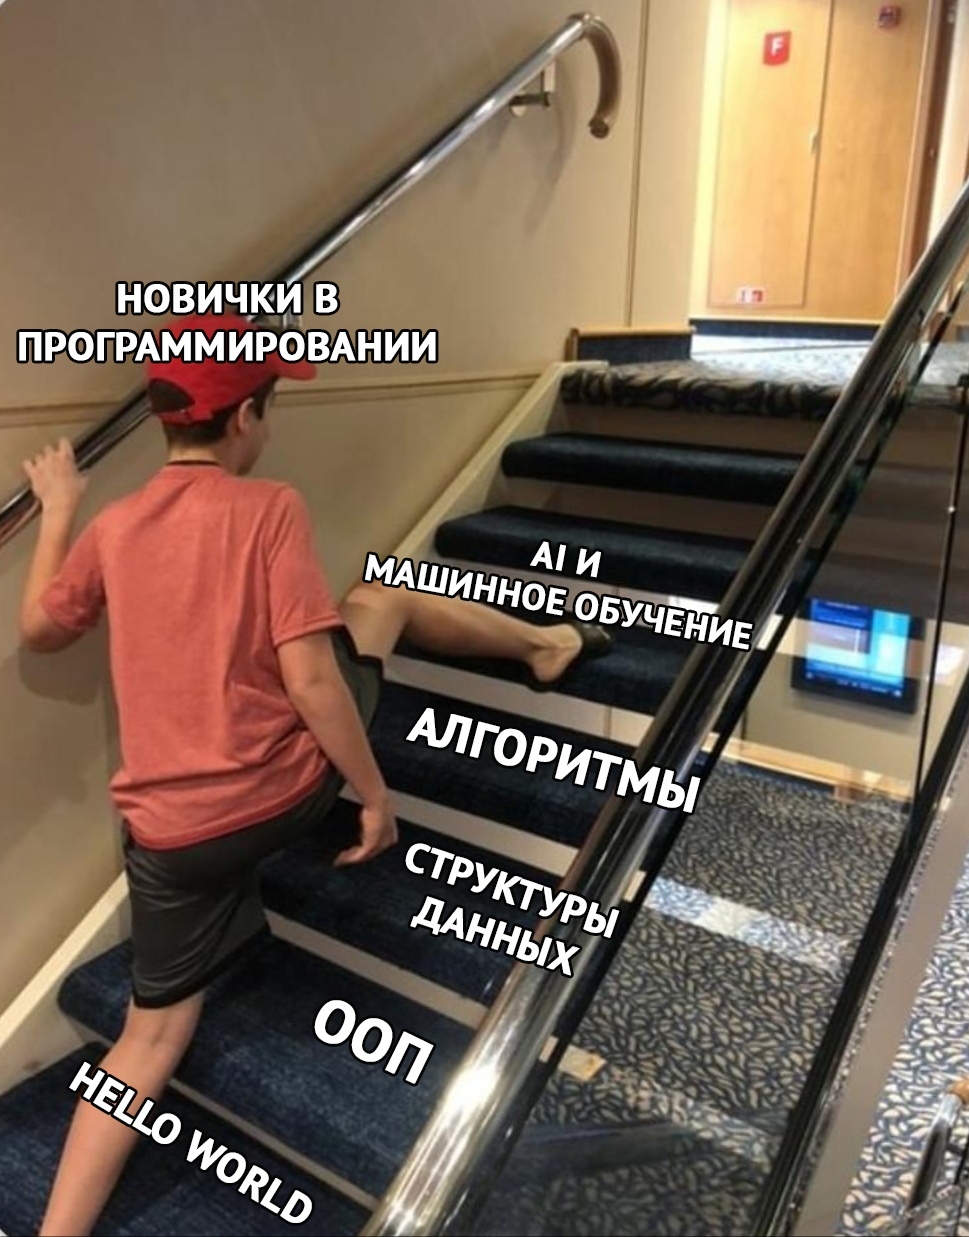 НОВИЧКИ В
ПРОГРАММИРОВАНИИ
AI И
МАШИННОЕ ОБУЧЕНИЕ
АЛГОРИТМЫ
СТРУКТУРЫ
ДАННЫХ
ООП
HELLO WORLD
F